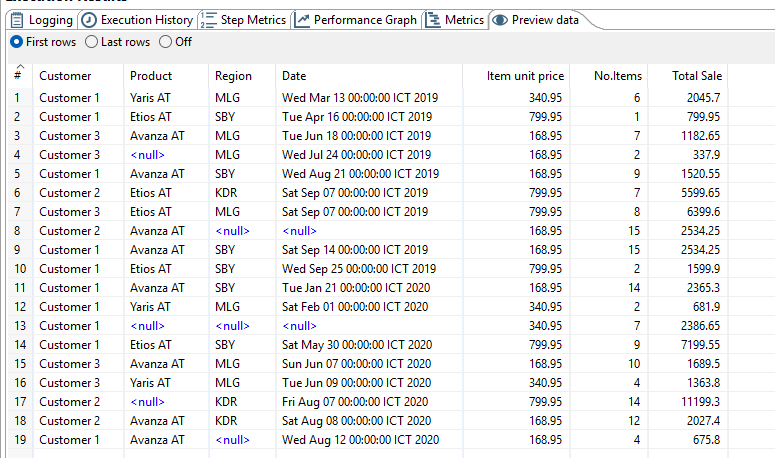 Logging Execution History Step Metrics Performance Graph Metrics Preview data
First rows Last rows Off
# Customer Product Region Date Item unit price No.Items Total Sale
1 Customer 1 Yaris AT MLG Wed Mar 13 00:00:00 ICT 2019 340.95 6 2045.7
2 Customer 1 Etios AT SBY Tue Apr 16 00:00:00 ICT 2019 799.95 1 799.95
3 Customer 3 Avanza AT MLG Tue Jun 18 00:00:00 ICT 2019 168.95 7 1182.65
4 Customer 3 <null> MLG Wed Jul 24 00:00:00 ICT 2019 168.95 2 337.9
5 Customer 1 Avanza AT SBY Wed Aug 21 00:00:00 ICT 2019 168.95 9 1520.55
6 Customer 2 Etios AT KDR Sat Sep 07 00:00:00 ICT 2019 799.95 7 5599.65
7 Customer 3 Etios AT MLG Sat Sep 07 00:00:00 ICT 2019 799.95 8 6399.6
8 Customer 2 Avanza AT <null> <null> 168.95 15 2534.25
9 Customer 1 Avanza AT SBY Sat Sep 14 00:00:00 ICT 2019 168.95 15 2534.25
10 Customer 1 Etios AT SBY Wed Sep 25 00:00:00 ICT 2019 799.95 2 1599.9
11 Customer 1 Avanza AT SBY Tue Jan 21 00:00:00 ICT 2020 168.95 14 2365.3
12 Customer 1 Yaris AT MLG Sat Feb 01 00:00:00 ICT 2020 340.95 2 681.9
13 Customer 1 <null> <null> <null> 340.95 7 2386.65
14 Customer 1 Etios AT SBY Sat May 30 00:00:00 ICT 2020 799.95 9 7199.55
15 Customer 3 Avanza AT MLG Sun Jun 07 00:00:00 ICT 2020 168.95 10 1689.5
16 Customer 3 Yaris AT MLG Tue Jun 09 00:00:00 ICT 2020 340.95 4 1363.8
17 Customer 2 <null> KDR Fri Aug 07 00:00:00 ICT 2020 799.95 14 11199.3
18 Customer 2 Avanza AT KDR Sat Aug 08 00:00:00 ICT 2020 168.95 12 2027.4
19 Customer 1 Avanza AT <null> Wed Aug 12 00:00:00 ICT 2020 168.95 4 675.8